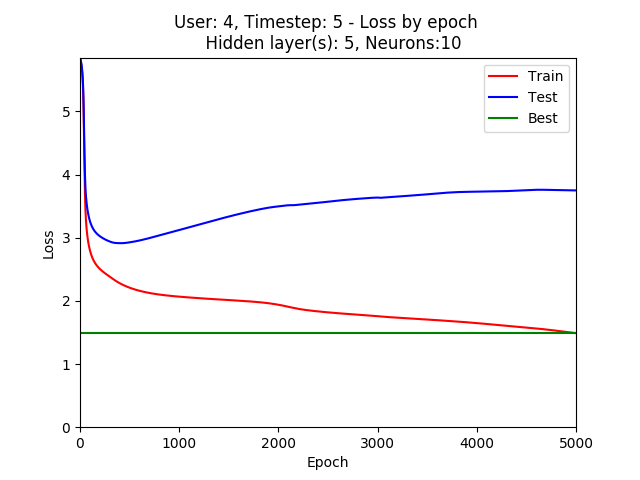 User: 4, Timestep: 5 - Loss by epoch
Hidden layer(s): 5, Neurons:10
Train
Test
Best
Loss
5
4
3
2
1
0
0 1000 2000 3000 4000 5000
Epoch